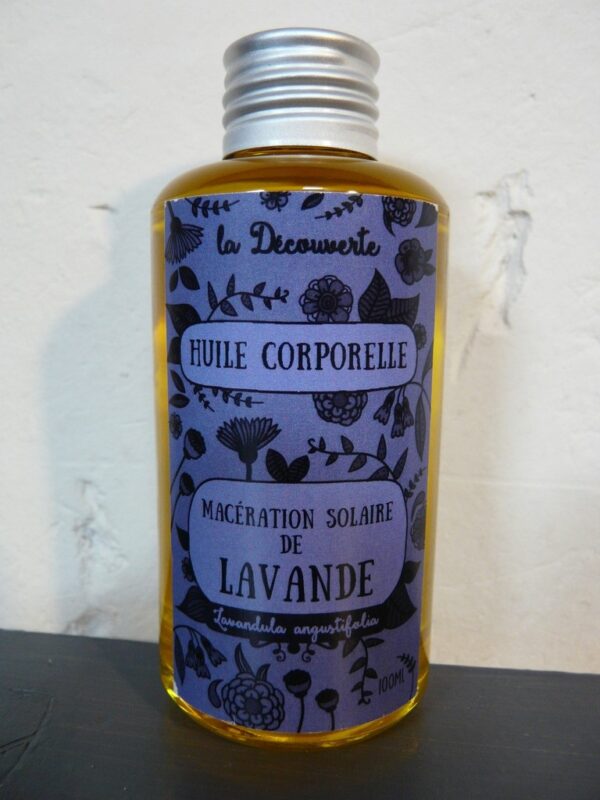 la Découverte
HUILE CORPORELLE
MACÉRATION SOLAIRE
DE
LAVANDE
Lavandula angustifolia
100ML